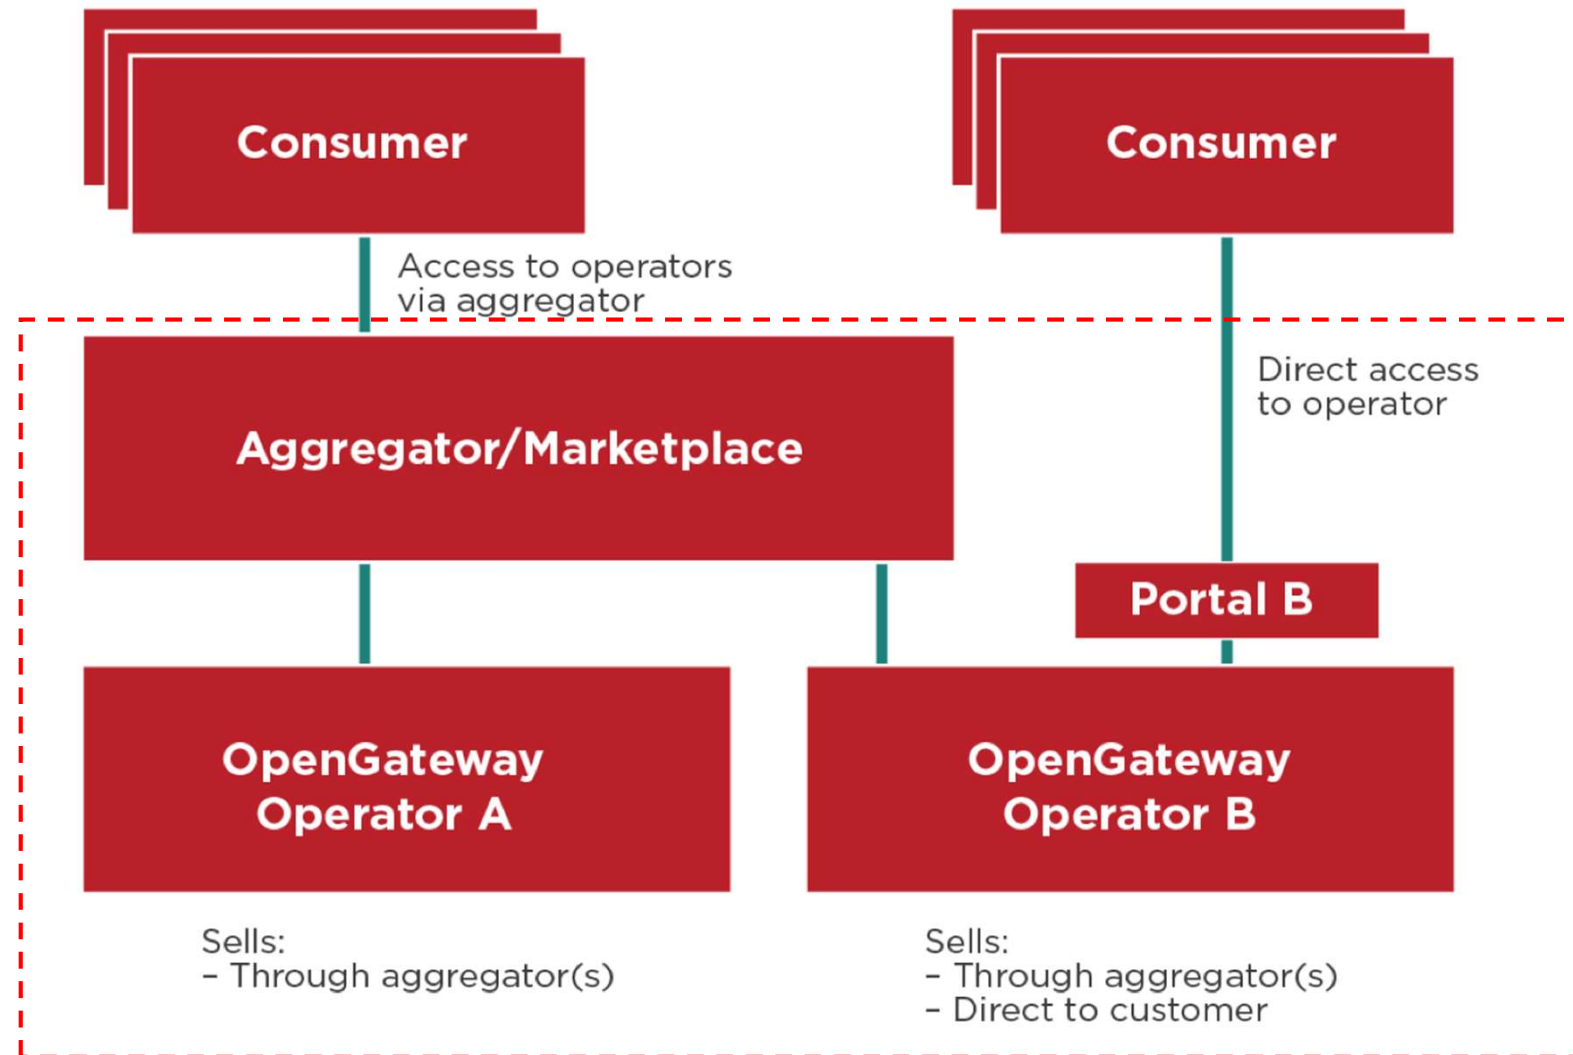 Consumer
Consumer
Access to operators
via aggregator
Direct access
to operator
Aggregator/Marketplace
Portal B
OpenGateway
Operator A
OpenGateway
Operator B
Sells:
– Through aggregator(s)
Sells:
– Through aggregator(s)
– Direct to customer